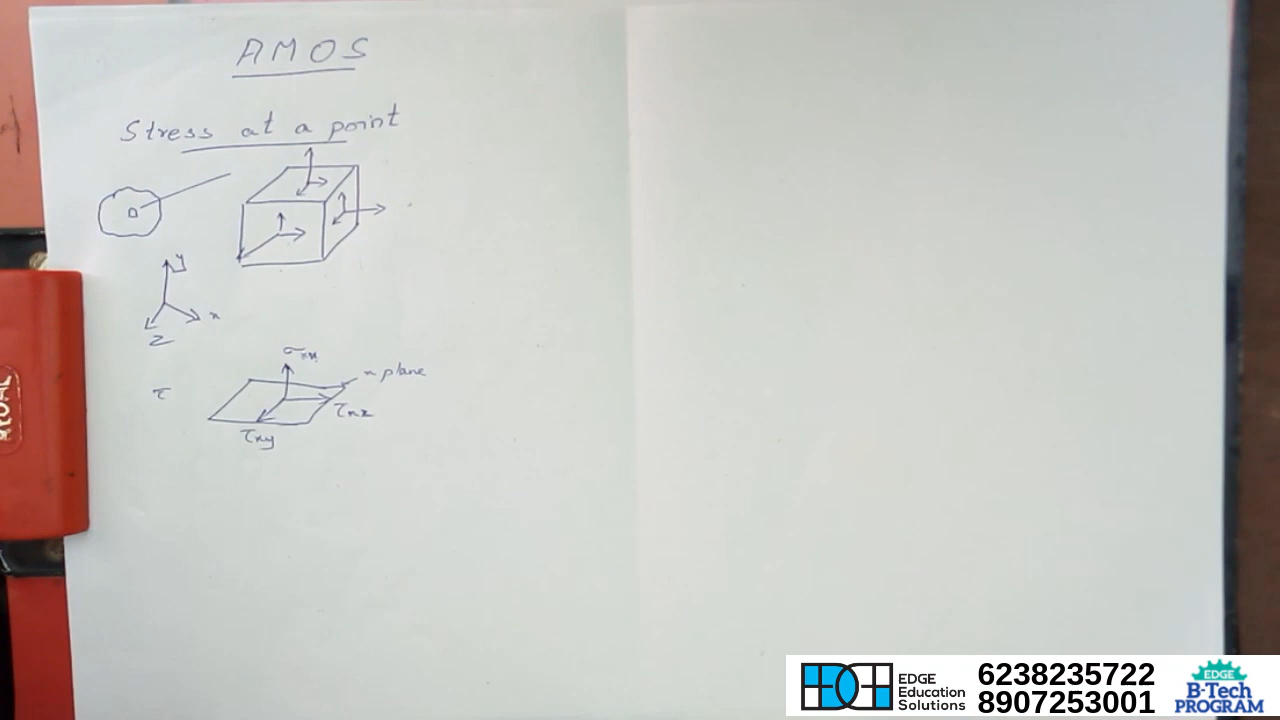 AMOS
Stress at a point
y
x
z
σxx
x plane
τ
τxz
τxy
EDGE
Education
Solutions
6238235722
8907253001
EDGE
B-Tech
PROGRAM